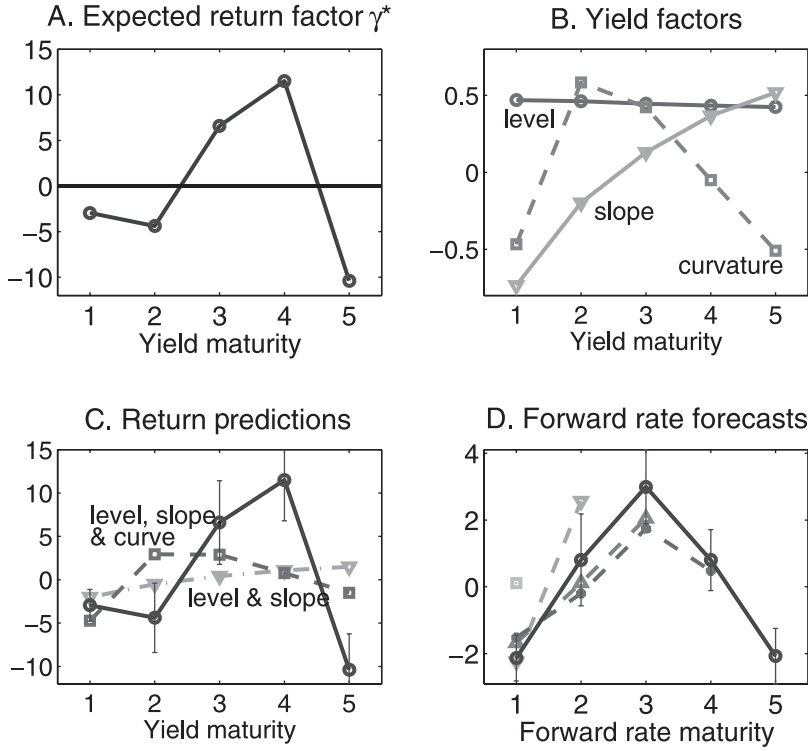 A. Expected return factor γ*
15
10
5
0
−5
−10
1 2 3 4 5
Yield maturity
B. Yield factors
0.5
0
−0.5
level
slope
curvature
1 2 3 4 5
Yield maturity
C. Return predictions
15
10
5
0
−5
−10
level, slope
& curve
level & slope
1 2 3 4 5
Yield maturity
D. Forward rate forecasts
4
2
0
−2
1 2 3 4 5
Forward rate maturity